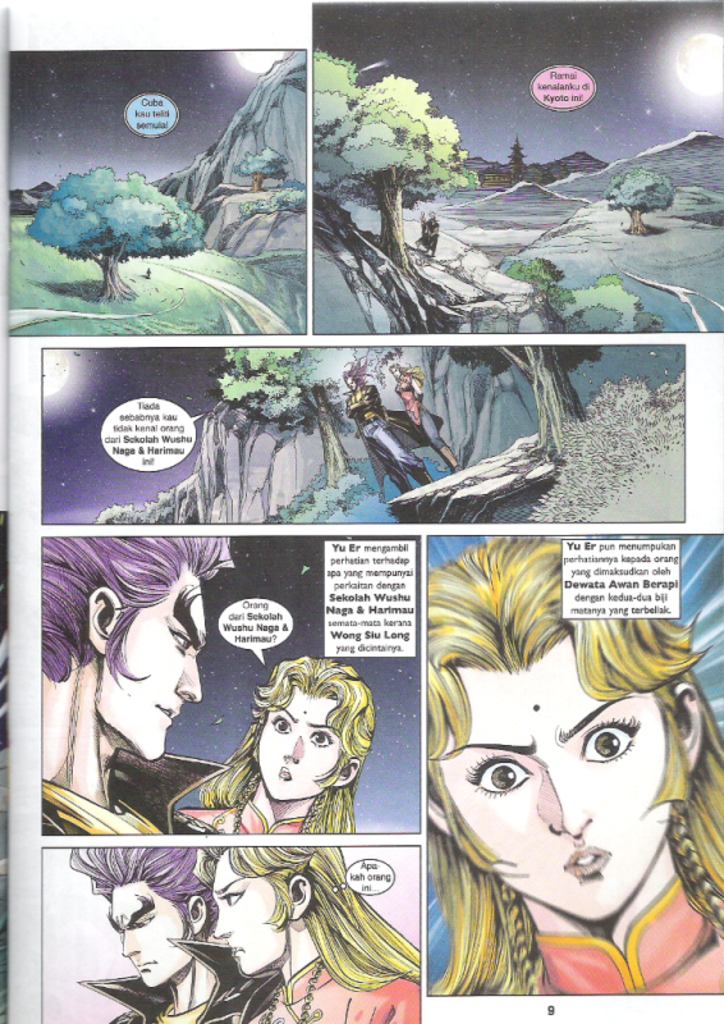 Cuba
kau teliti
semula!
Ramai
kenalanku di
Kyoto ini!
Tiada
sebabnya kau
tidak kenal orang
dari Sekolah Wushu
Naga & Harimau
ini!
Yu Er mengambil
perhatian terhadap
apa yang mempunyai
perkaitan dengan
Sekolah Wushu
Naga & Harimau
semata-mata kerana
Wong Siu Long
yang dicintainya.
Orang
dari Sekolah
Wushu Naga &
Harimau?
Yu Er pun menumpukan
perhatiannya kepada orang
yang dimaksudkan oleh
Dewata Awan Berapi
dengan kedua-dua biji
matanya yang terbeliak.
Apa-
kah orang
ini...
9